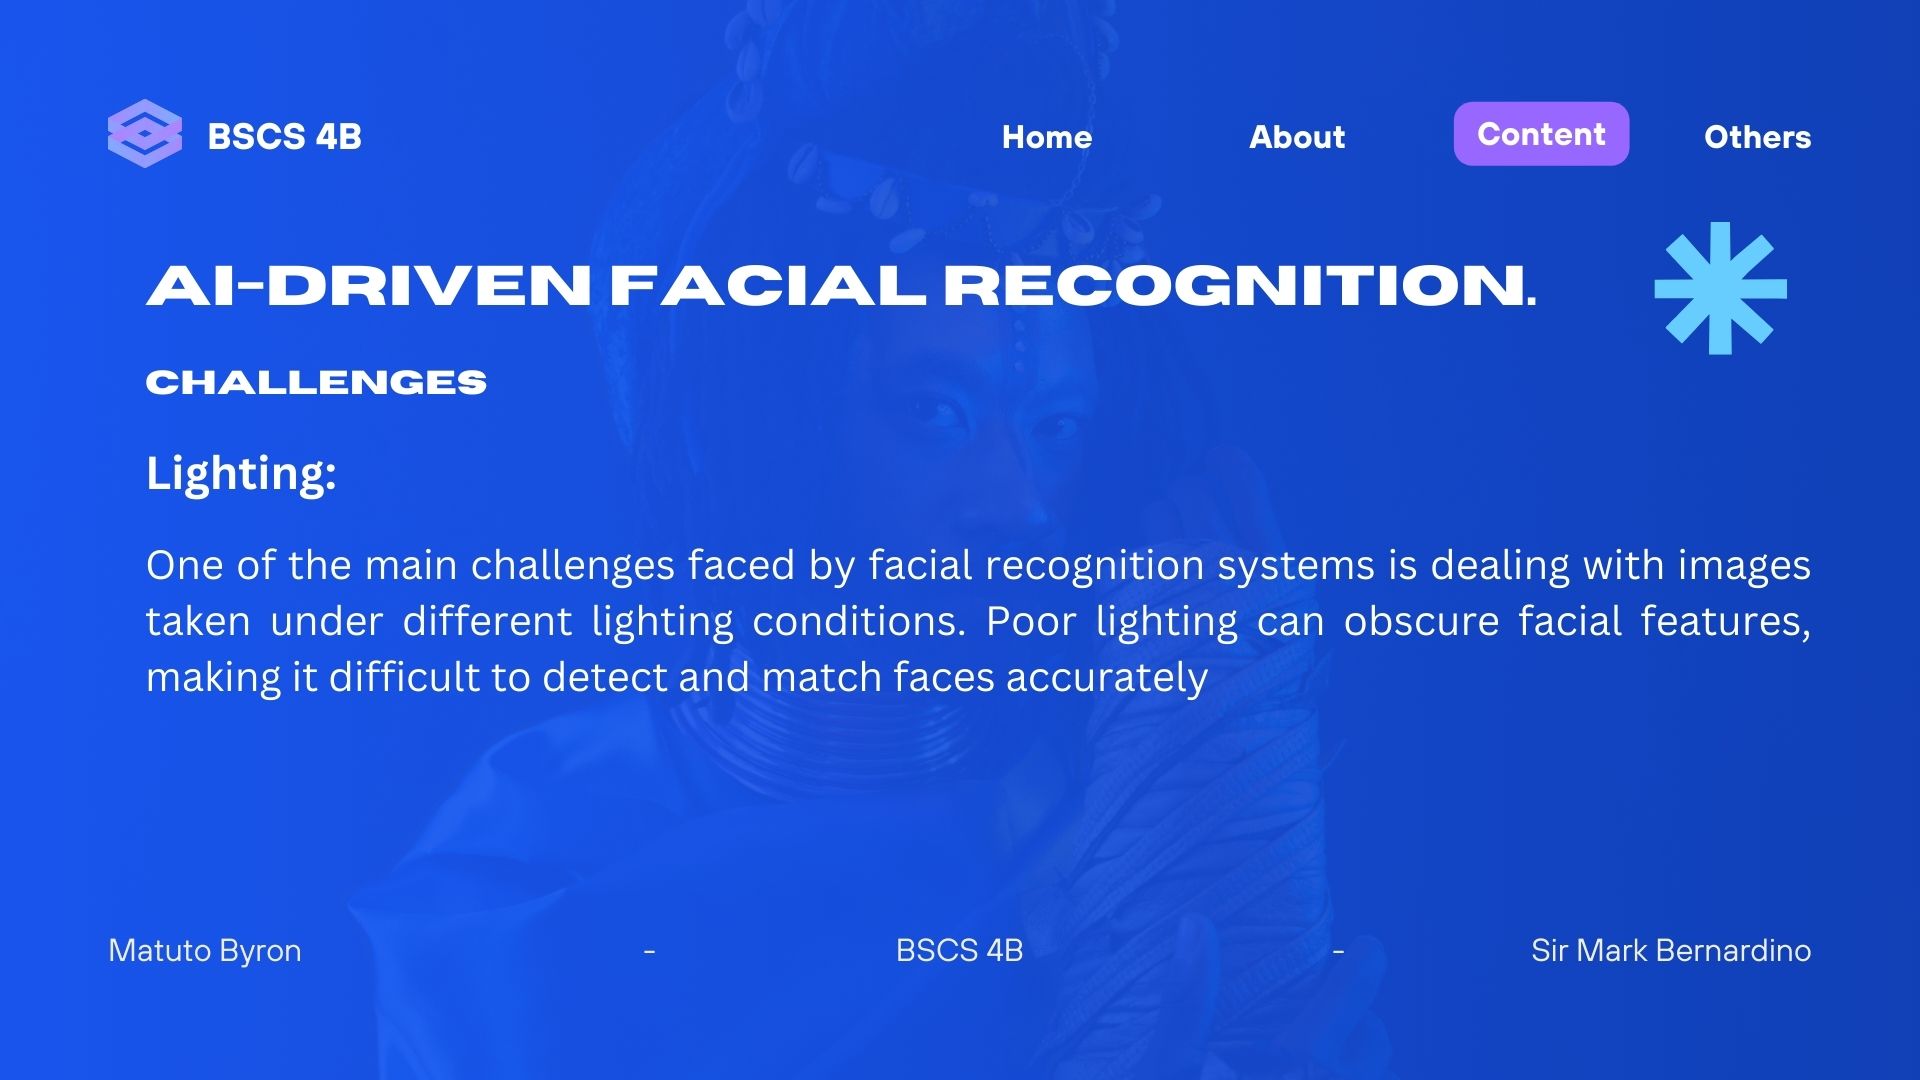 BSCS 4B
Home
About
Content
Others
AI-DRIVEN FACIAL RECOGNITION.
CHALLENGES
Lighting:
One of the main challenges faced by facial recognition systems is dealing with images
taken under different lighting conditions. Poor lighting can obscure facial features,
making it difficult to detect and match faces accurately
Matuto Byron
-
BSCS 4B
-
Sir Mark Bernardino